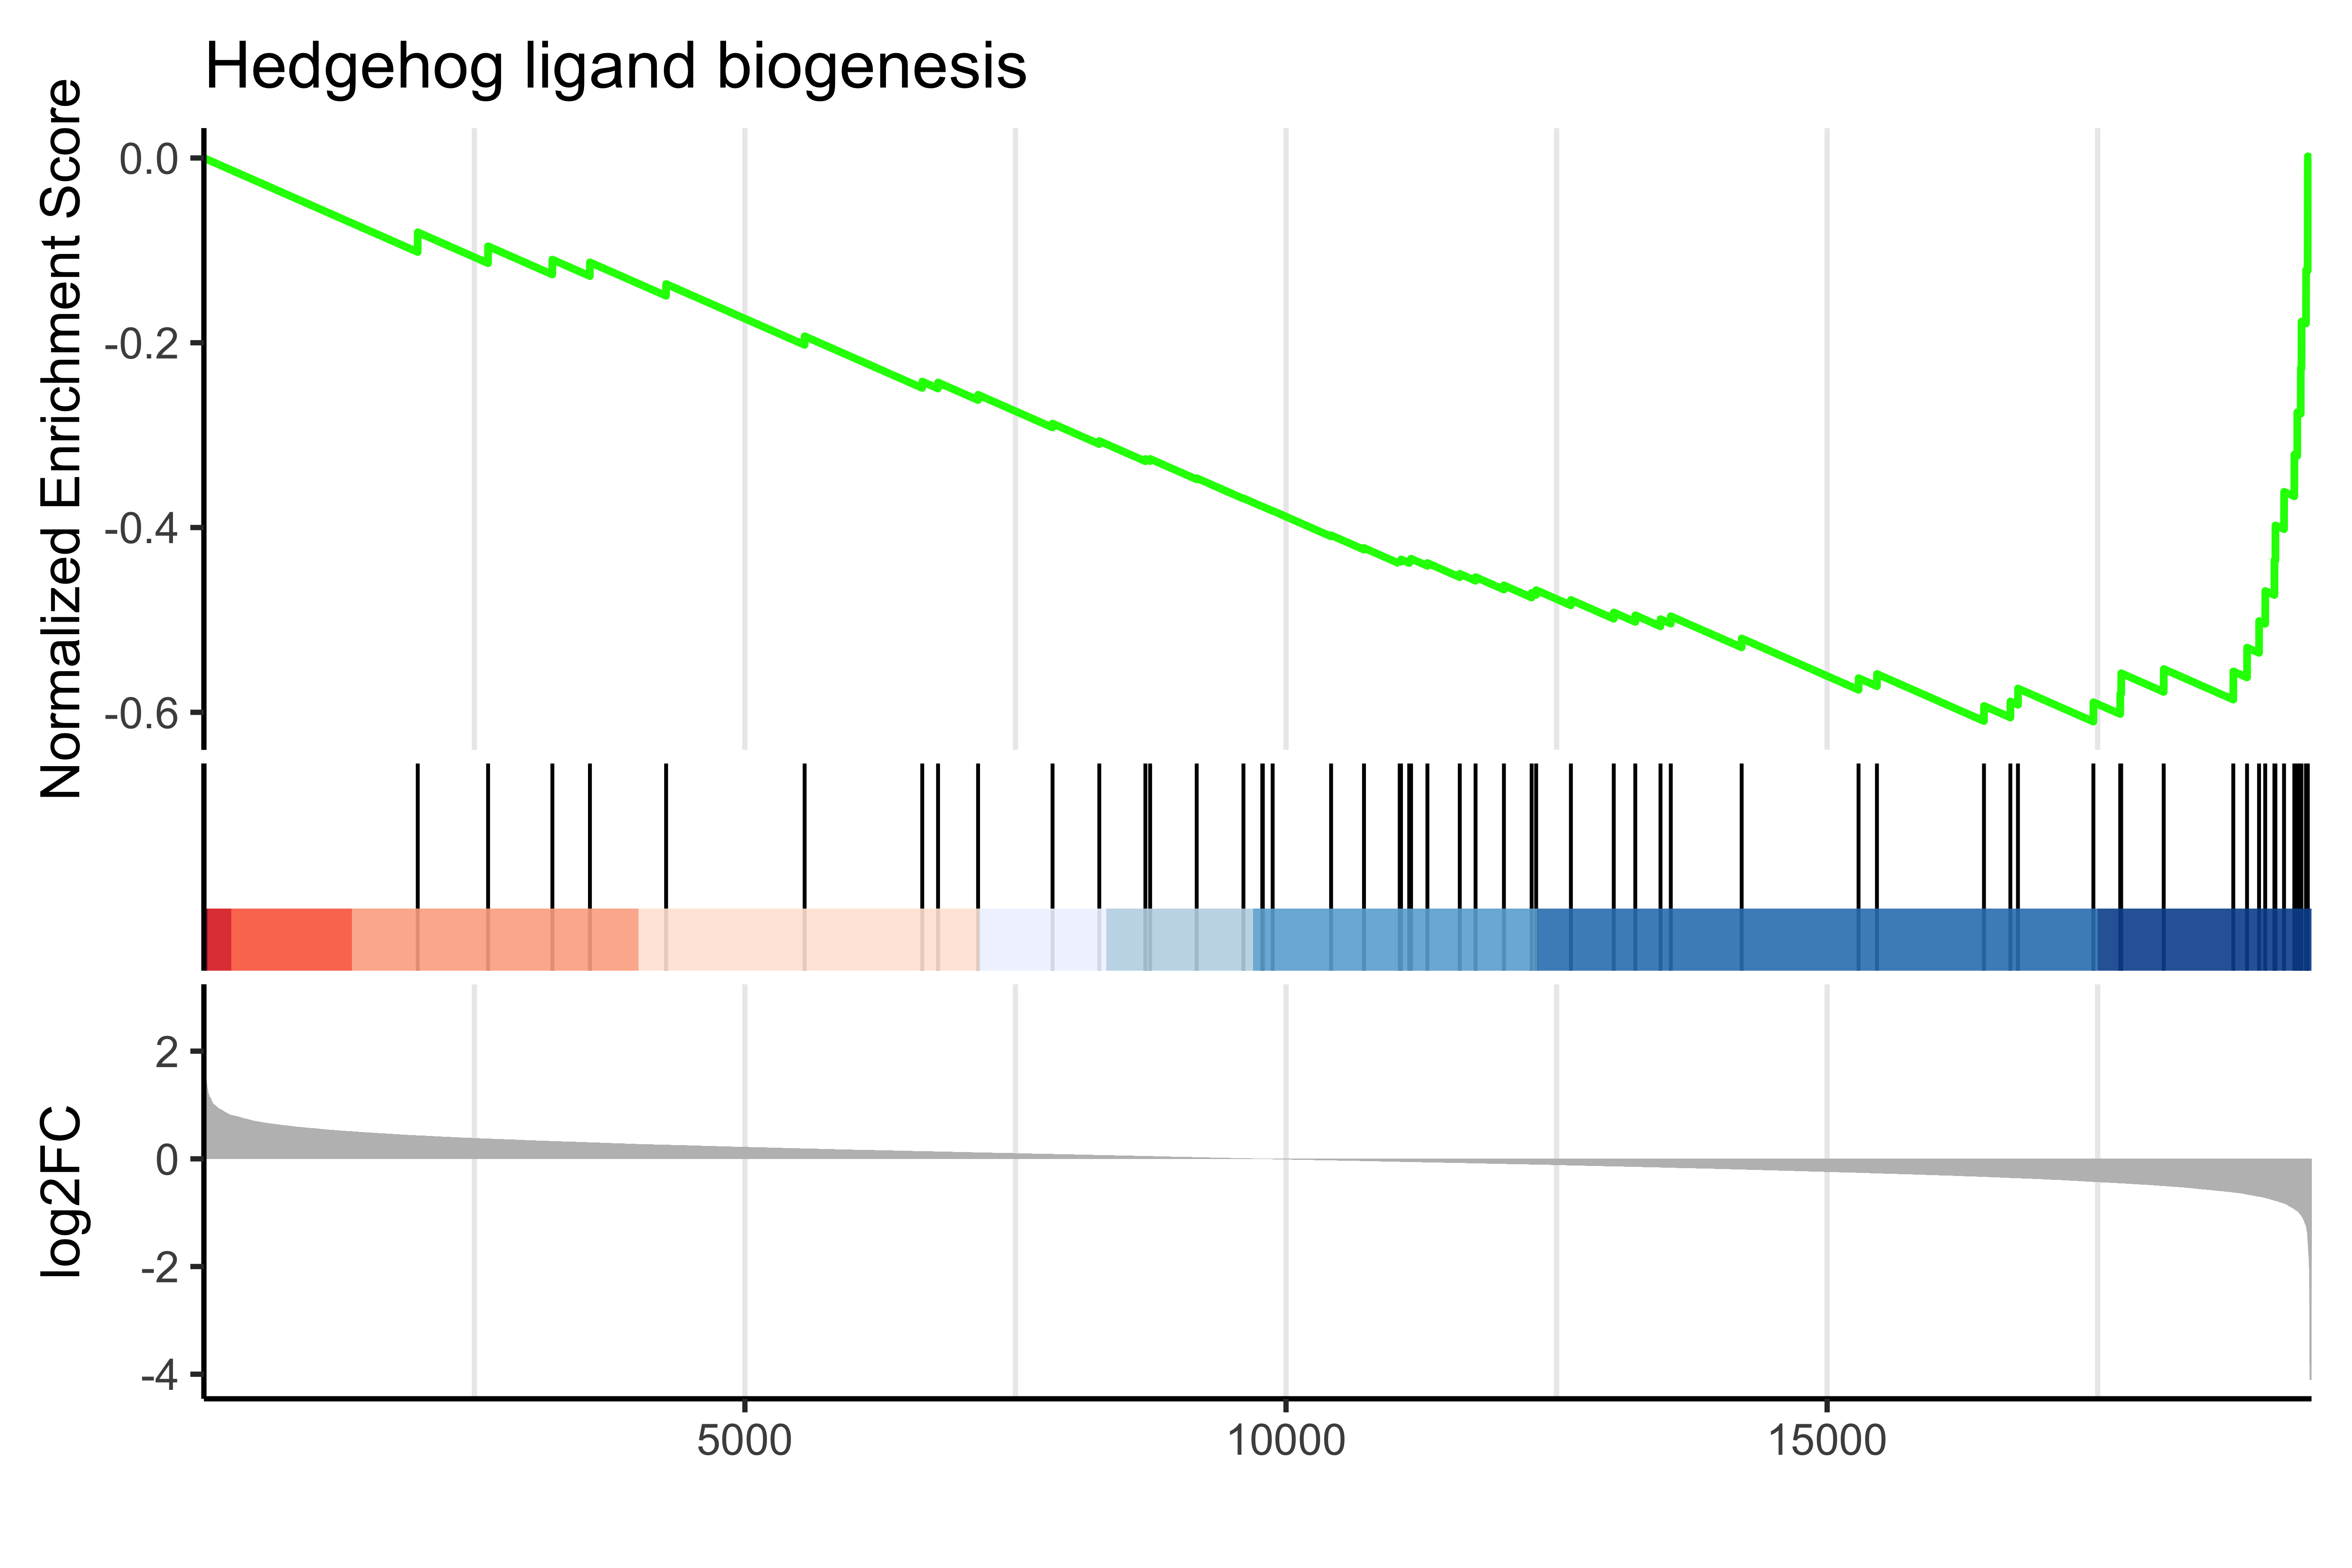 Hedgehog ligand biogenesis
Normalized Enrichment Score
0.0
-0.2
-0.4
-0.6
log2FC
2
0
-2
-4
5000 10000 15000